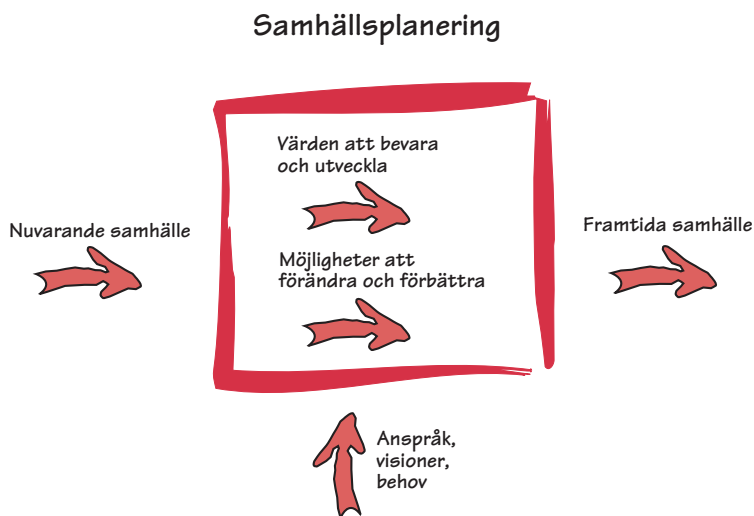 Samhällsplanering
Värden att bevara
och utveckla
Nuvarande samhälle
Framtida samhälle
Möjligheter att
förändra och förbättra
Anspråk,
visioner,
behov